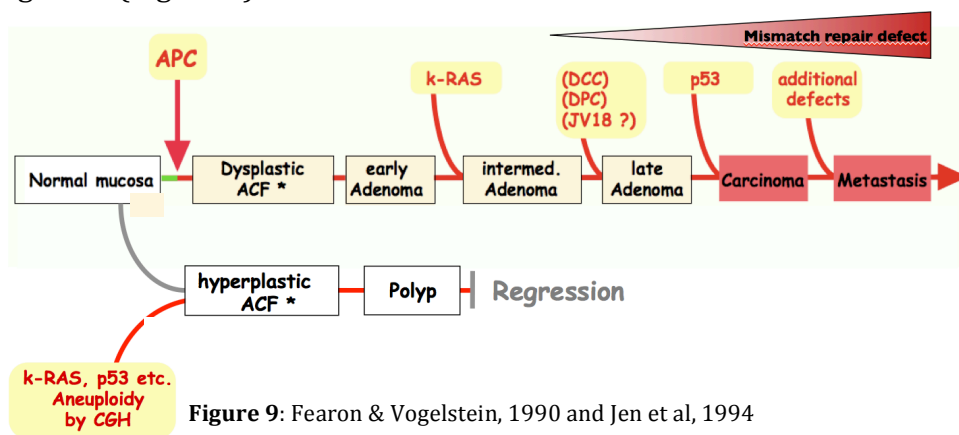 Mismatch repair defect
APC
k-RAS
(DCC)
(DPC)
(JV18 ?)
p53
additional
defects
Normal mucosa
Dysplastic
ACF *
early
Adenoma
intermed.
Adenoma
late
Adenoma
Carcinoma
Metastasis
hyperplastic
ACF *
Polyp
Regression
k-RAS, p53 etc.
Aneuploidy
by CGH
Figure 9: Fearon & Vogelstein, 1990 and Jen et al, 1994